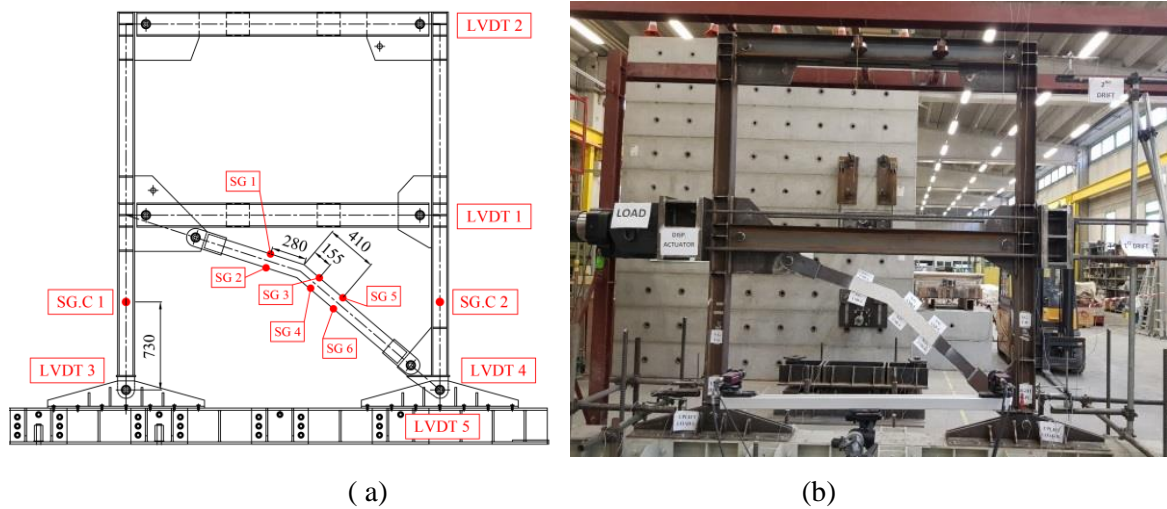 LVDT 2
SG 1
LVDT 1
410
280
155
SG 2
SG 3
SG 5
SG 4
SG.C 1
SG.C 2
SG 6
730
LVDT 3
LVDT 4
LVDT 5
( a)
2ND DRIFT
LOAD
DISP ACTUATOR
DRIFT
(b)